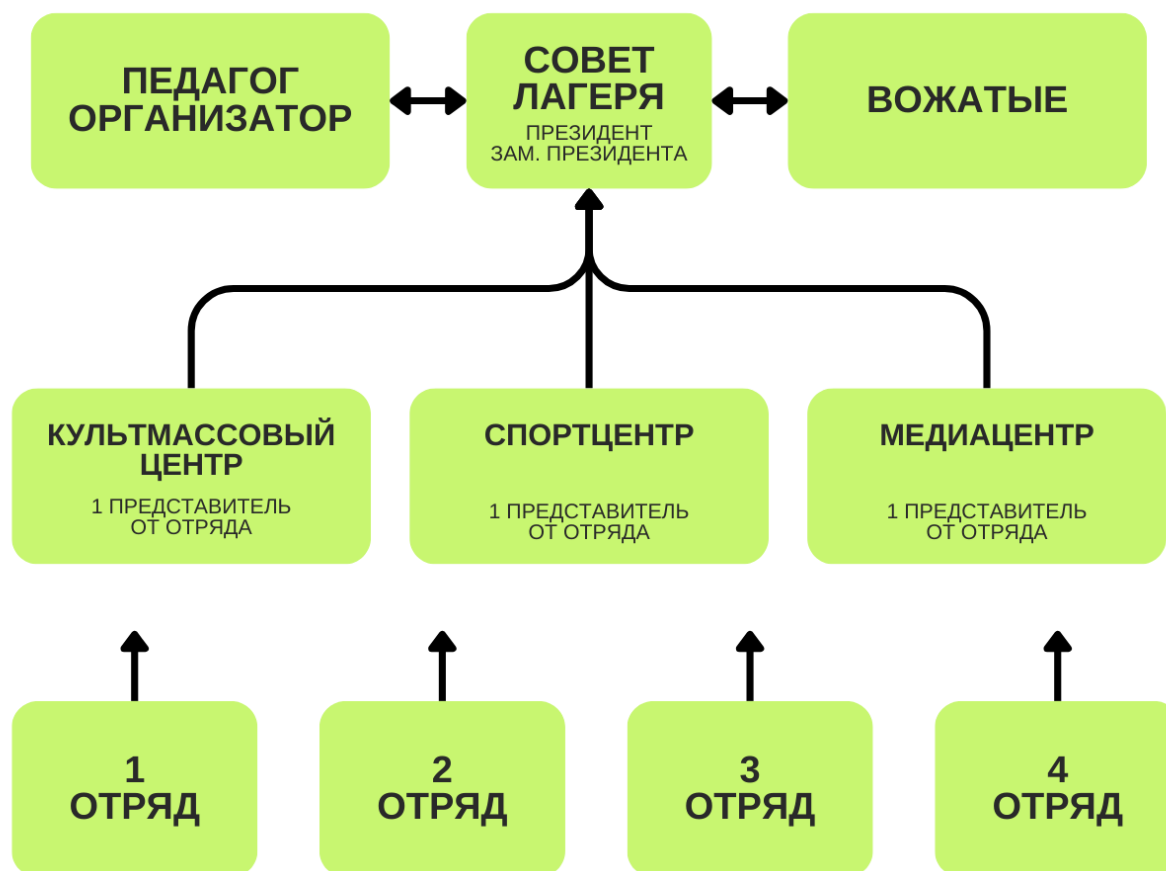 ПЕДАГОГ
ОРГАНИЗАТОР
СОВЕТ
ЛАГЕРЯ
ПРЕЗИДЕНТ
ЗАМ. ПРЕЗИДЕНТА
ВОЖАТЫЕ
КУЛЬТМАССОВЫЙ
ЦЕНТР
1 ПРЕДСТАВИТЕЛЬ
ОТ ОТРЯДА
СПОРТЦЕНТР
1 ПРЕДСТАВИТЕЛЬ
ОТ ОТРЯДА
МЕДИАЦЕНТР
1 ПРЕДСТАВИТЕЛЬ
ОТ ОТРЯДА
1
ОТРЯД
2
ОТРЯД
3
ОТРЯД
4
ОТРЯД